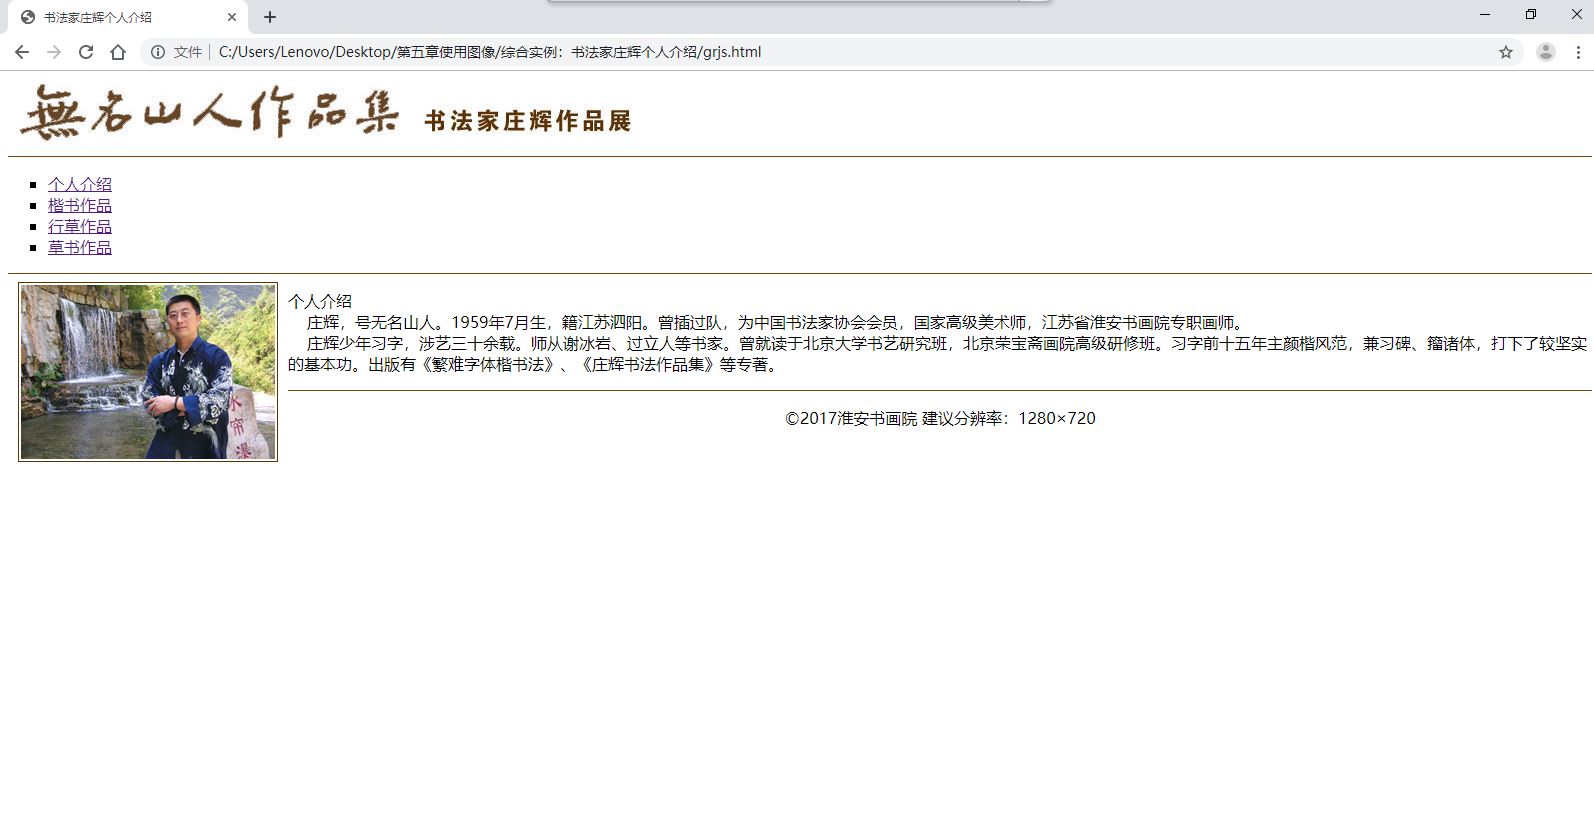 书法家庄辉个人介绍
文件 C:/Users/Lenovo/Desktop/第五章使用图像/综合实例：书法家庄辉个人介绍/grjs.html
無名山人作品集 书法家庄辉作品展
个人介绍
楷书作品
行草作品
草书作品
个人介绍
庄辉，号无名山人。1959年7月生，籍江苏泗阳。曾插过队，为中国书法家协会会员，国家高级美术师，江苏省淮安书画院专职画师。
庄辉少年习字，涉艺三十余载。师从谢冰岩、过立人等书家。曾就读于北京大学书艺研究班，北京荣宝斋画院高级研修班。习字前十五年主颜楷风范，兼习碑、籀诸体，打下了较坚实
的基本功。出版有《繁难字体楷书法》、《庄辉书法作品集》等专著。
水帘瀑
©2017淮安书画院 建议分辨率：1280×720